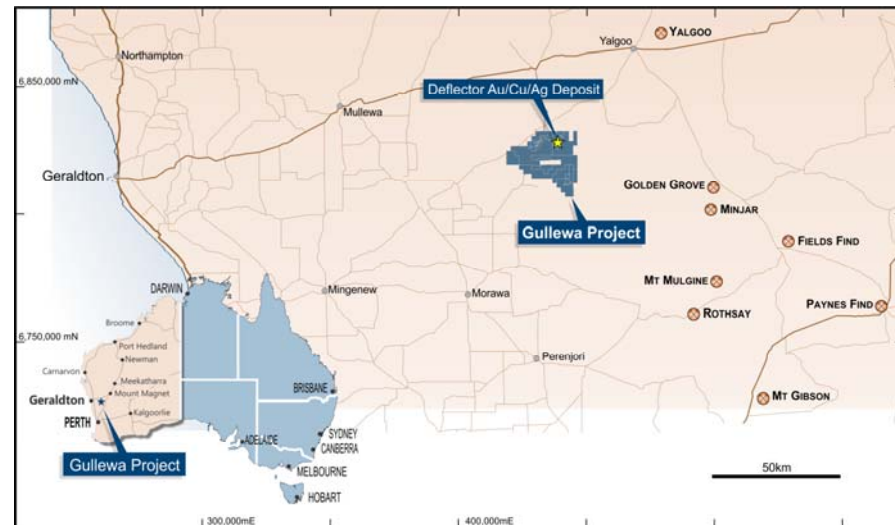 YALGOO
Yalgoo
Northampton
6,850,000 mN
Deflector Au/Cu/Ag Deposit
Mullewa
Geraldton
GOLDEN GROVE
MINJAR
Gullewa Project
FIELDS FIND
MT MULGINE
DARWIN
Mingenew
Morawa
PAYNES FIND
ROTHSAY
Broome
6,750,000 mN
Port Hedland
Newman
Perenjori
Carnarvon
Meekatharra
BRISBANE
Mount Magnet
MT GIBSON
Geraldton
Kalgoorlie
PERTH
SYDNEY
ADELAIDE
CANBERRA
Gullewa Project
MELBOURNE
50km
HOBART
300,000mE
400,000mE